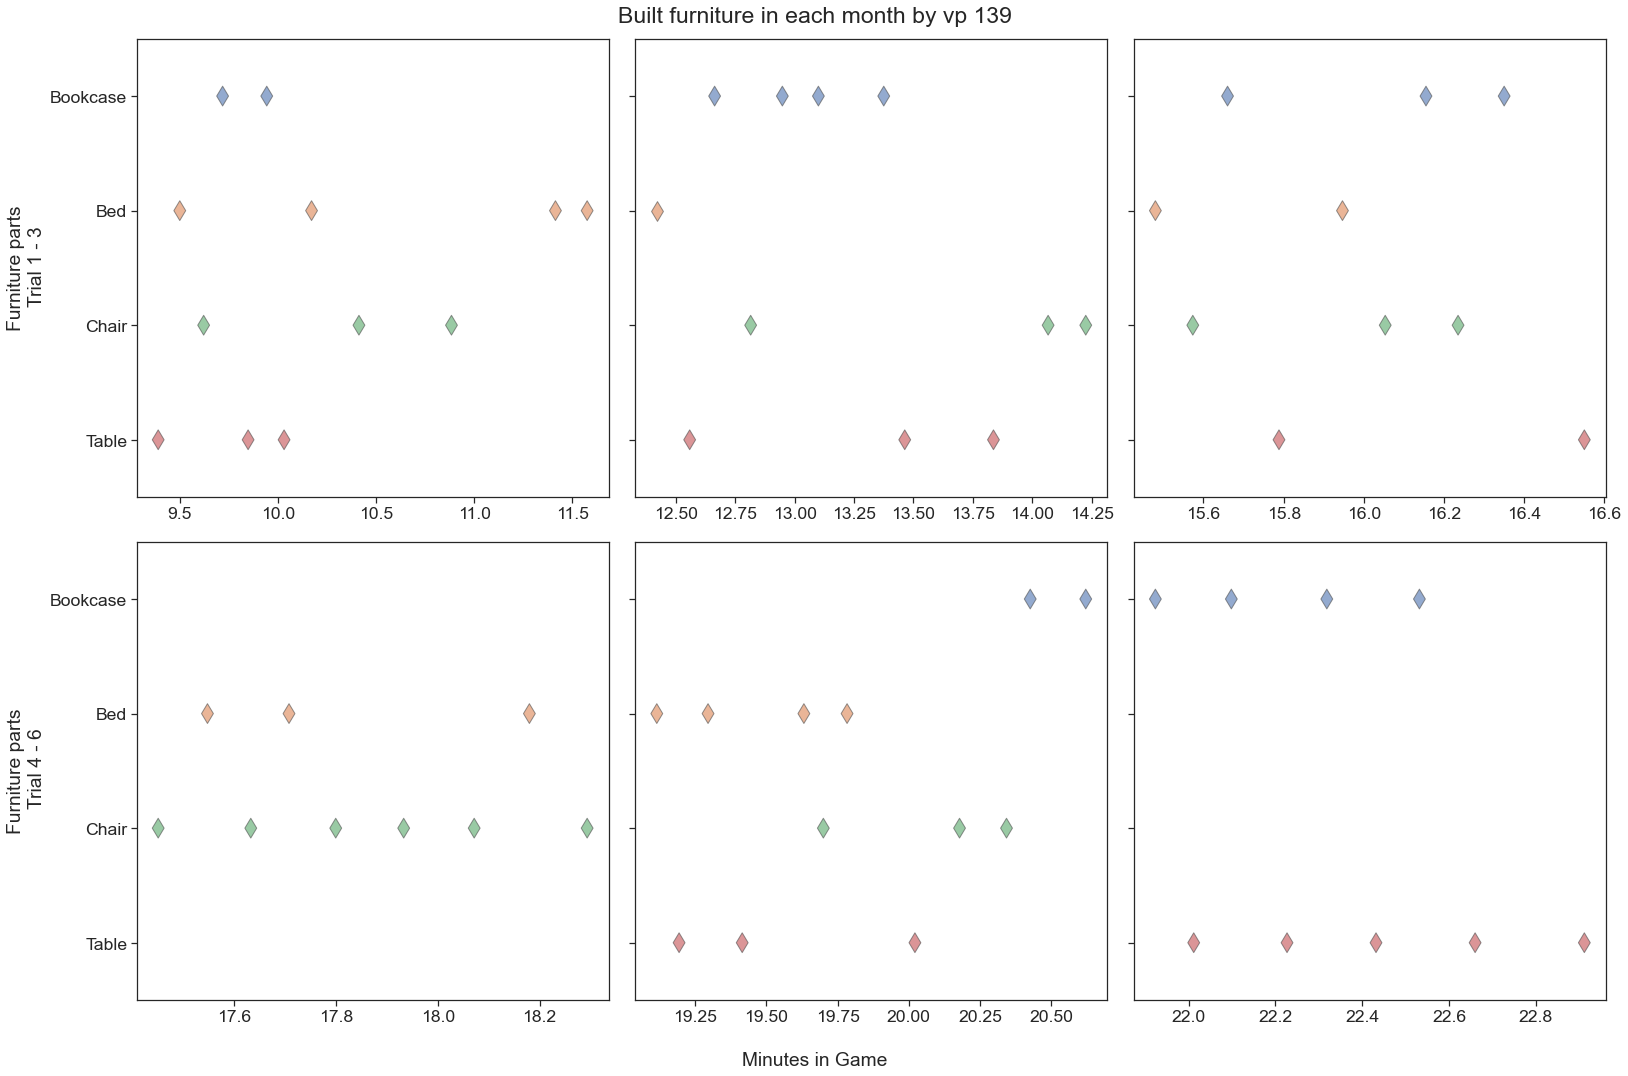 Built furniture in each month by vp 139
Furniture parts
Trial 1 - 3
Bookcase
Bed
Chair
Table
9.5 10.0 10.5 11.0 11.5
12.50 12.75 13.00 13.25 13.50 13.75 14.00 14.25
15.6 15.8 16.0 16.2 16.4 16.6
Furniture parts
Trial 4 - 6
Bookcase
Bed
Chair
Table
17.6 17.8 18.0 18.2
19.25 19.50 19.75 20.00 20.25 20.50
22.0 22.2 22.4 22.6 22.8
Minutes in Game